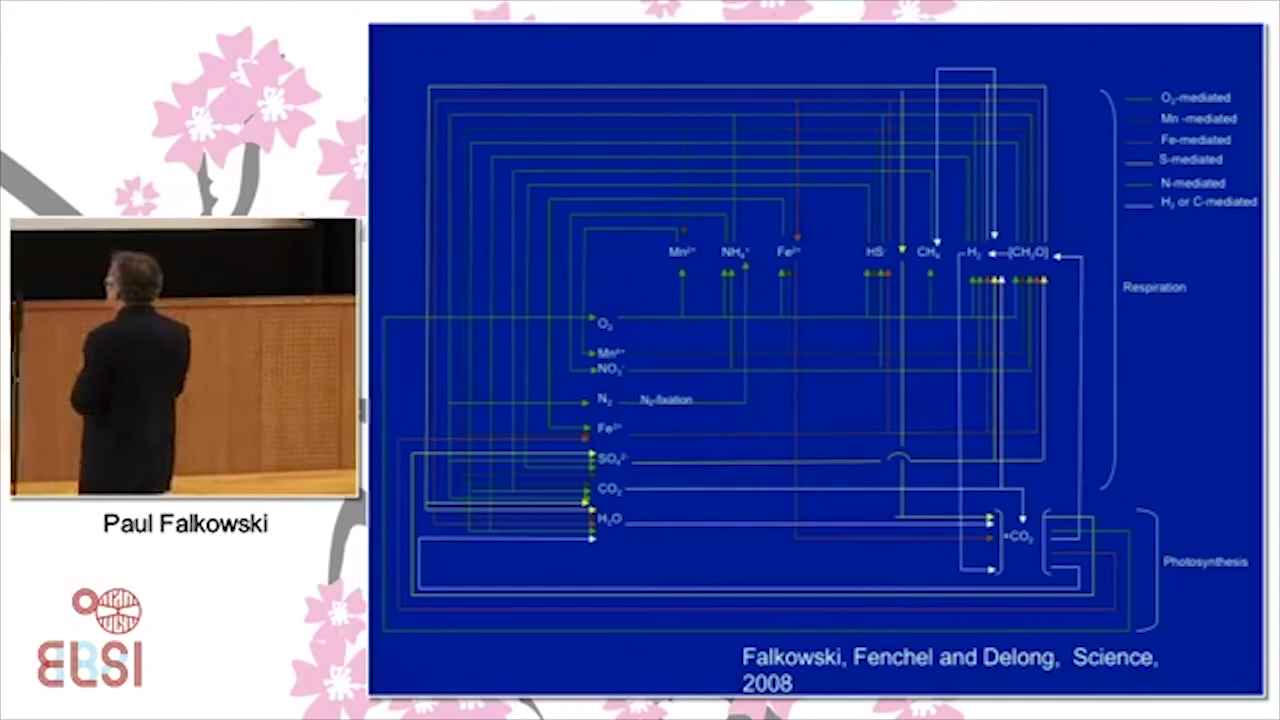 O₂-mediated
Mn -mediated
Fe-mediated
S-mediated
N-mediated
H₂ or C-mediated
Mn²⁺ NH₄⁺ Fe²⁺ HS⁻ CH₄ H₂ [CH₂O]
Respiration
O₂
Mn⁴⁺
NO₃⁻
N₂ N₂-fixation
Fe³⁺
SO₄²⁻
CO₂
H₂O
+CO₂
Photosynthesis
Falkowski, Fenchel and Delong, Science,
2008
Paul Falkowski
ELSI